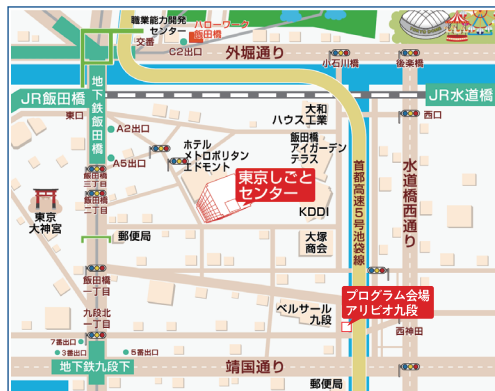 職業能力開発
センター
ハローワーク
飯田橋
交番
C2出口
外堀通り
小石川橋
後楽橋
JR飯田橋
JR水道橋
東口
西口
地下鉄飯田橋
A2出口
A5出口
大和
ハウス工業
飯田橋
アイガーデン
テラス
ホテル
メトロポリタン
エドモント
東京しごと
センター
KDDI
首都高速5号池袋線
水道橋西通り
飯田橋
三丁目
飯田橋
二丁目
東京
大神宮
郵便局
大塚
商会
飯田橋
一丁目
プログラム会場
アリビオ九段
ベルサール
九段
九段北
一丁目
西神田
7番出口
3番出口
5番出口
地下鉄九段下
靖国通り
郵便局